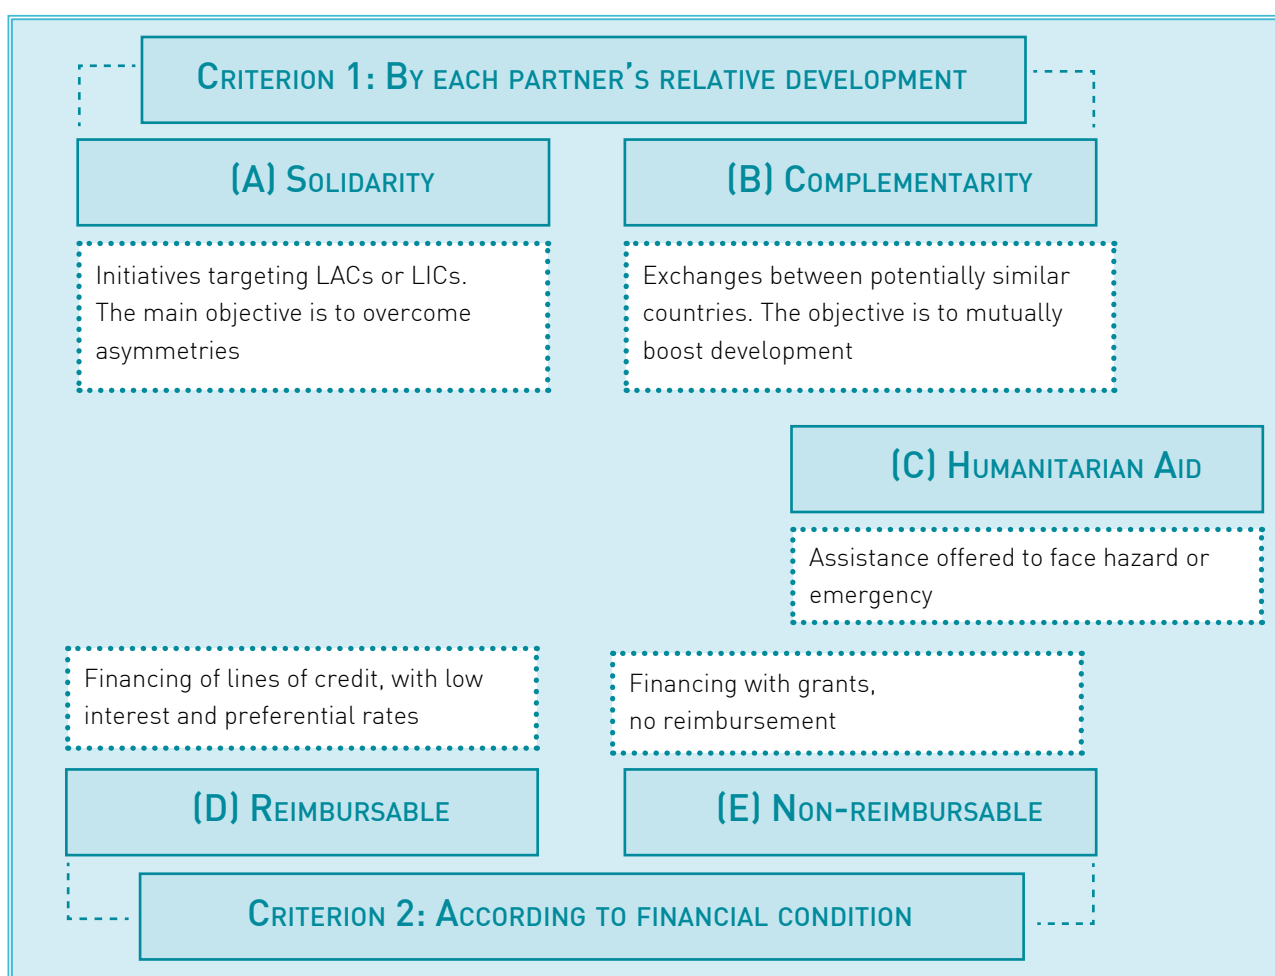 Criterion 1: By each partner's relative development
(A) Solidarity
(B) Complementarity
Initiatives targeting LACs or LICs.
The main objective is to overcome
asymmetries
Exchanges between potentially similar
countries. The objective is to mutually
boost development
(C) Humanitarian Aid
Assistance offered to face hazard or
emergency
Financing of lines of credit, with low
interest and preferential rates
Financing with grants,
no reimbursement
(D) Reimbursable
(E) Non-reimbursable
Criterion 2: According to financial condition